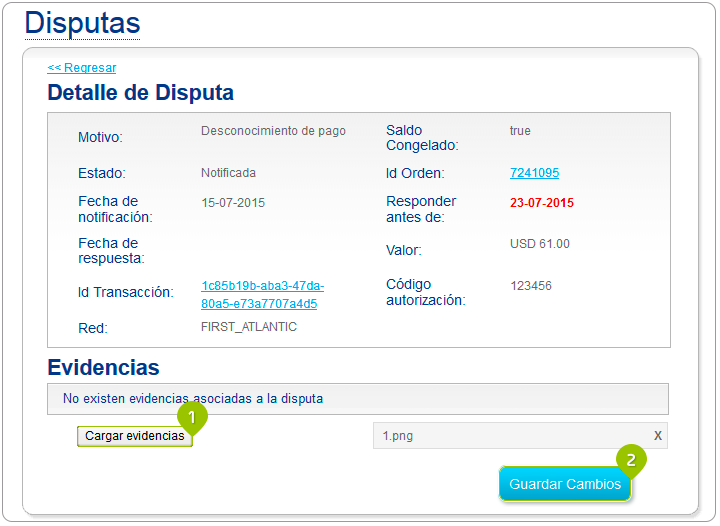 Disputas
<< Regresar
Detalle de Disputa
Motivo: Desconocimiento de pago Saldo
Congelado: true
Estado: Notificada Id Orden: 7241095
Fecha de
notificación: 15-07-2015 Responder
antes de: 23-07-2015
Fecha de
respuesta: Valor: USD 61.00
Id Transacción: 1c85b19b-aba3-47da-
80a5-e73a7707a4d5 Código
autorización: 123456
Red: FIRST_ATLANTIC
Evidencias
No existen evidencias asociadas a la disputa
1
Cargar evidencias 1.png X
2
Guardar Cambios